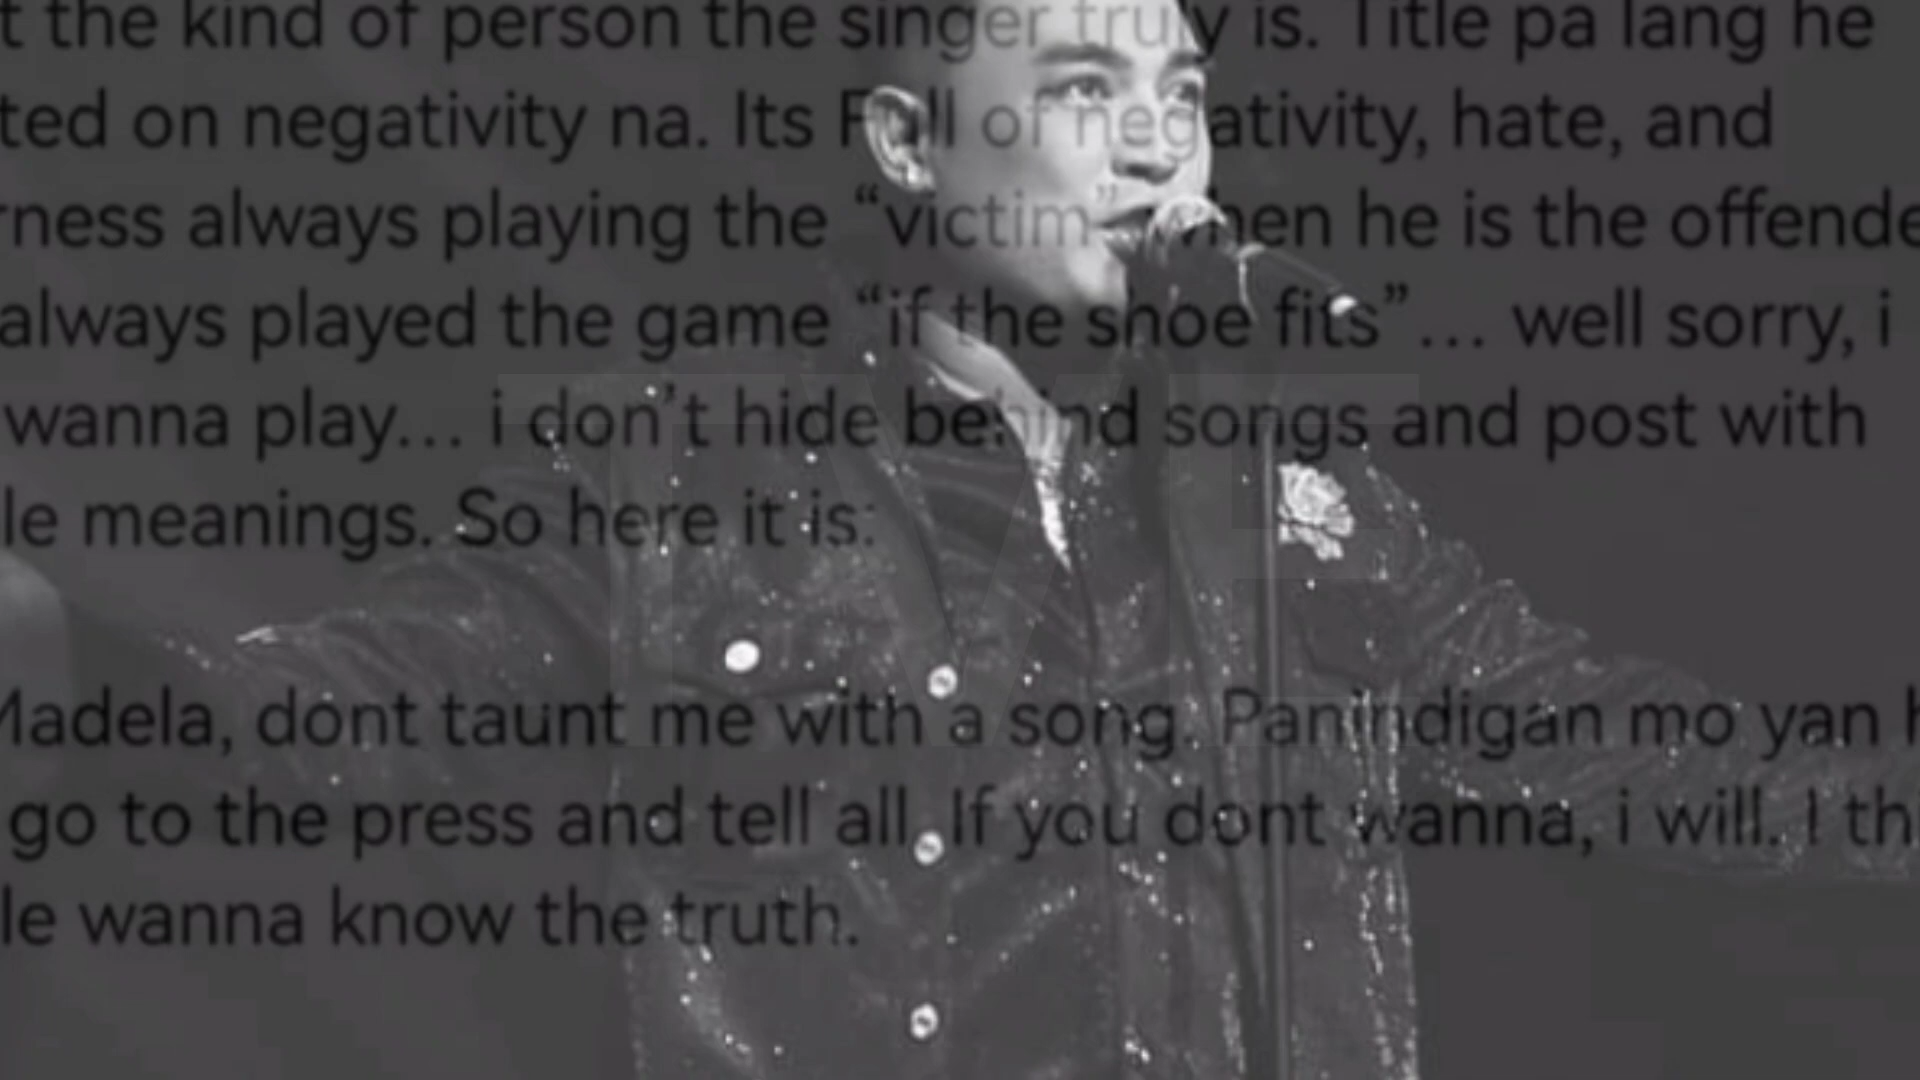 t the kind of person the singer truly is. Title pa lang he
ted on negativity na. Its Full of negativity, hate, and
rness always playing the “victim” when he is the offende
always played the game “if the shoe fits”... well sorry, i
wanna play... i don’t hide behind songs and post with
le meanings. So here it is:
Madela, dont taunt me with a song. Panindigan mo yan h
go to the press and tell all. If you dont wanna, i will. I th
le wanna know the truth.